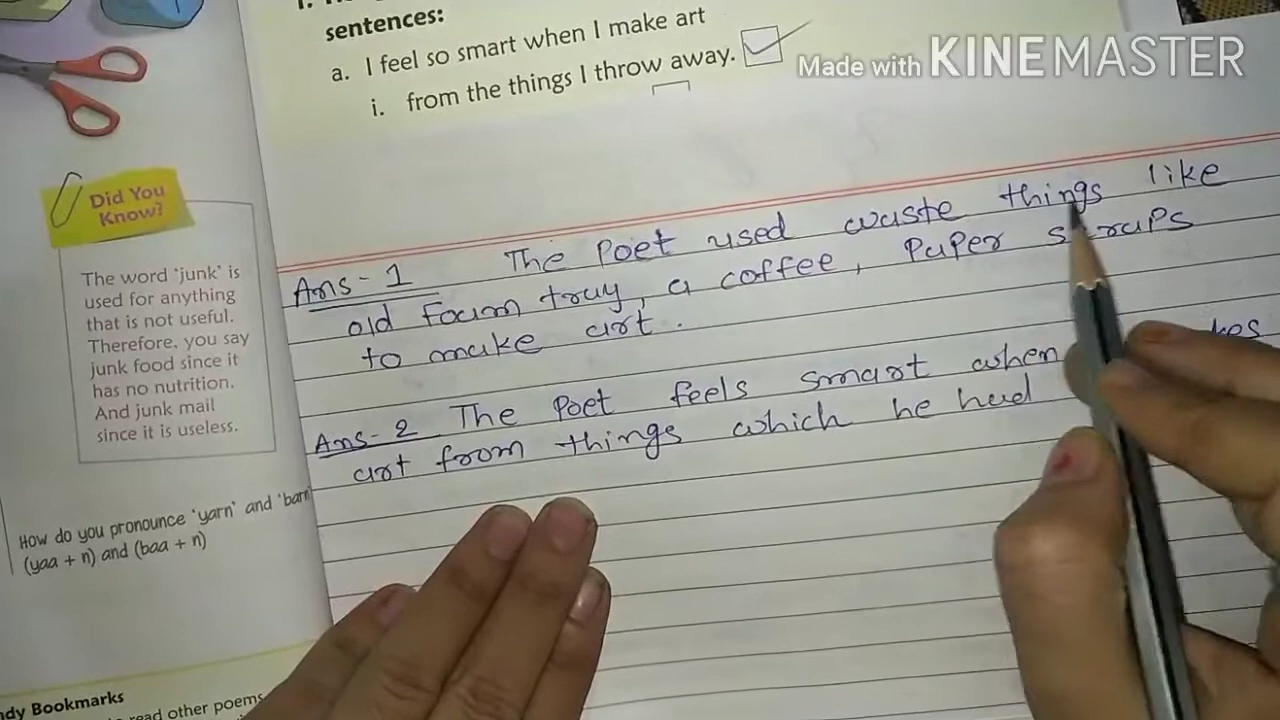 sentences:
a. I feel so smart when I make art
i. from the things I throw away.
Made with KINEMASTER
Did You
Know?
The word 'junk' is
used for anything
that is not useful.
Therefore, you say
junk food since it
has no nutrition.
And junk mail
since it is useless.
How do you pronounce 'yarn' and 'barn'
(yaa + n) and (baa + n)
Bookmarks
read other poems
Ans-1 The Poet used waste things like
old Foam tray, a coffee, PaPer
to make art.
Ans-2 The Poet feels smart when
art from things which he had